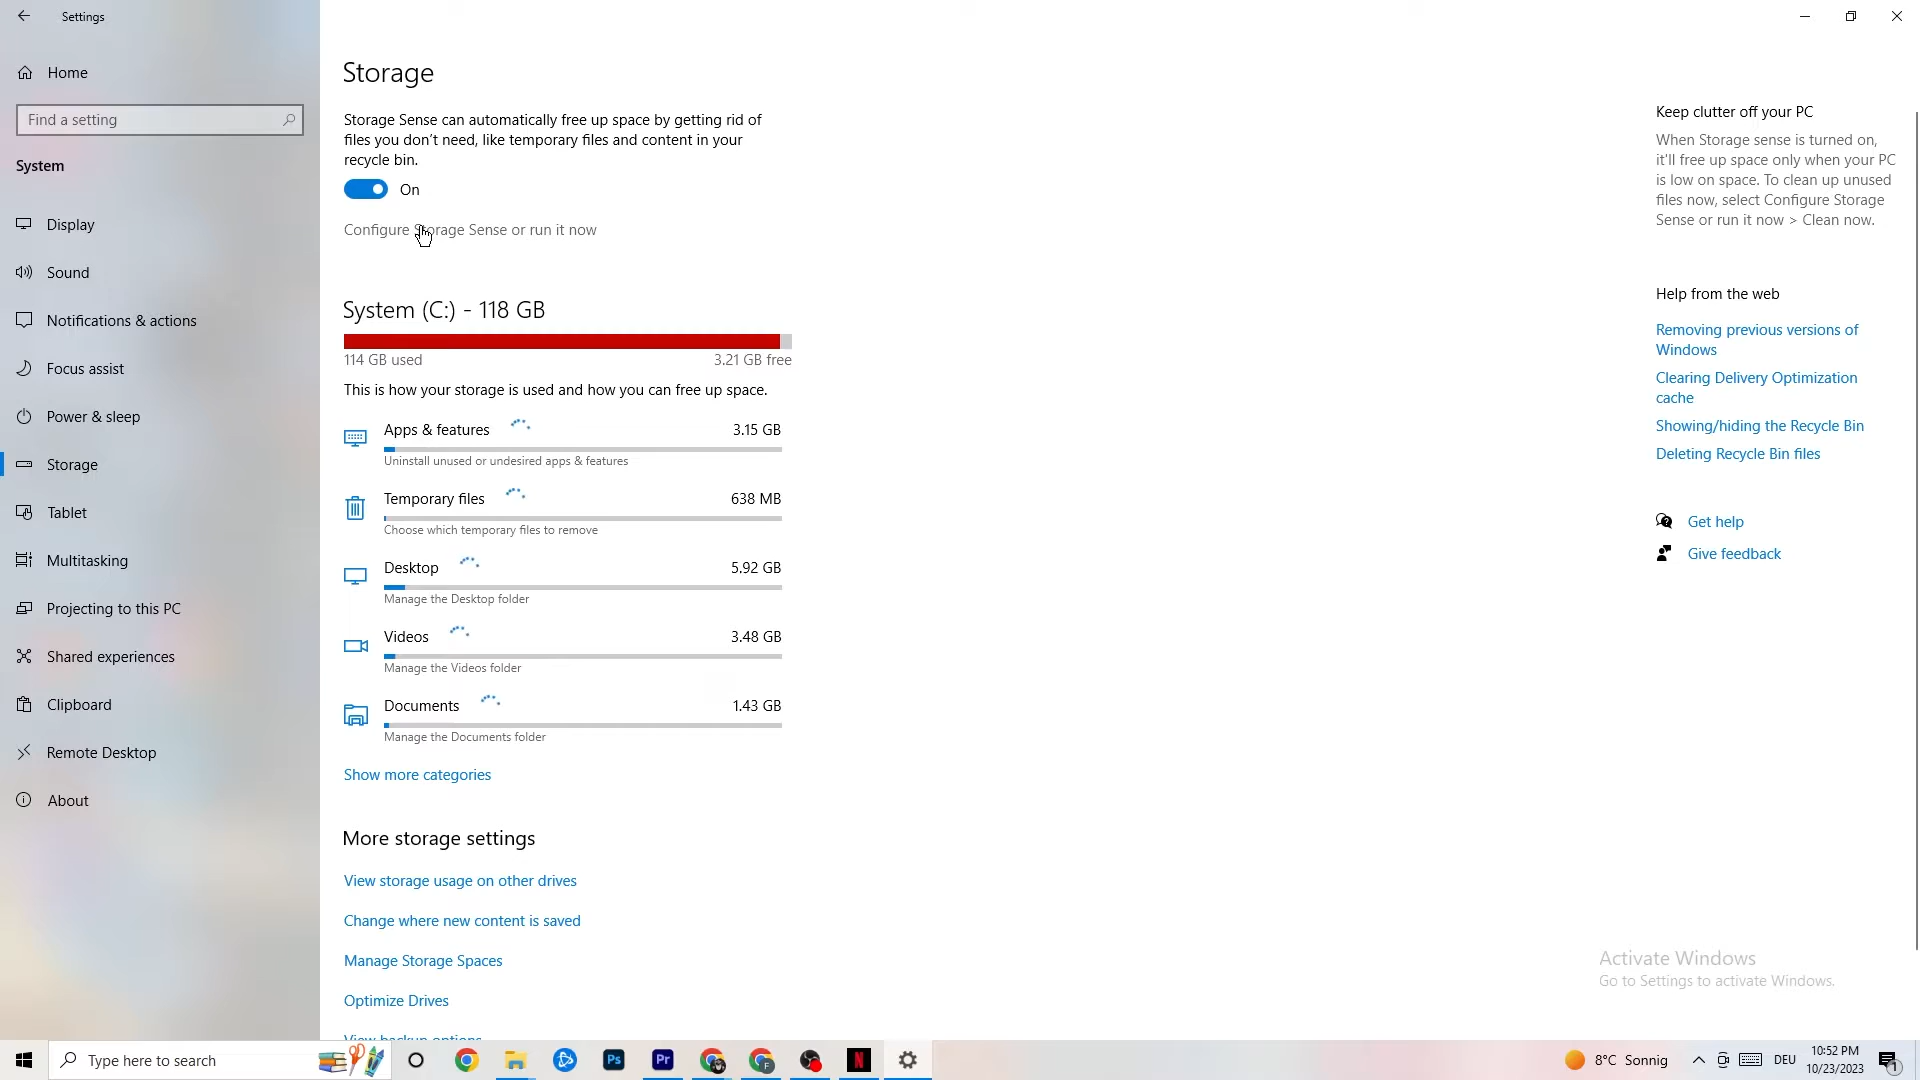 Settings
Home
Find a setting
System
Display
Sound
Notifications & actions
Focus assist
Power & sleep
Storage
Tablet
Multitasking
Projecting to this PC
Shared experiences
Clipboard
Remote Desktop
About
Storage
Storage Sense can automatically free up space by getting rid of
files you don't need, like temporary files and content in your
recycle bin.
On
Configure Storage Sense or run it now
System (C:) - 118 GB
114 GB used 3.21 GB free
This is how your storage is used and how you can free up space.
Apps & features 3.15 GB
Uninstall unused or undesired apps & features
Temporary files 638 MB
Choose which temporary files to remove
Desktop 5.92 GB
Manage the Desktop folder
Videos 3.48 GB
Manage the Videos folder
Documents 1.43 GB
Manage the Documents folder
Show more categories
More storage settings
View storage usage on other drives
Change where new content is saved
Manage Storage Spaces
Optimize Drives
View backup options
Keep clutter off your PC
When Storage sense is turned on,
it'll free up space only when your PC
is low on space. To clean up unused
files now, select Configure Storage
Sense or run it now > Clean now.
Help from the web
Removing previous versions of
Windows
Clearing Delivery Optimization
cache
Showing/hiding the Recycle Bin
Deleting Recycle Bin files
Get help
Give feedback
Activate Windows
Go to Settings to activate Windows.
Type here to search
Ps
Pr
F
N
8°C Sonnig
DEU
10:52 PM
10/23/2023
1